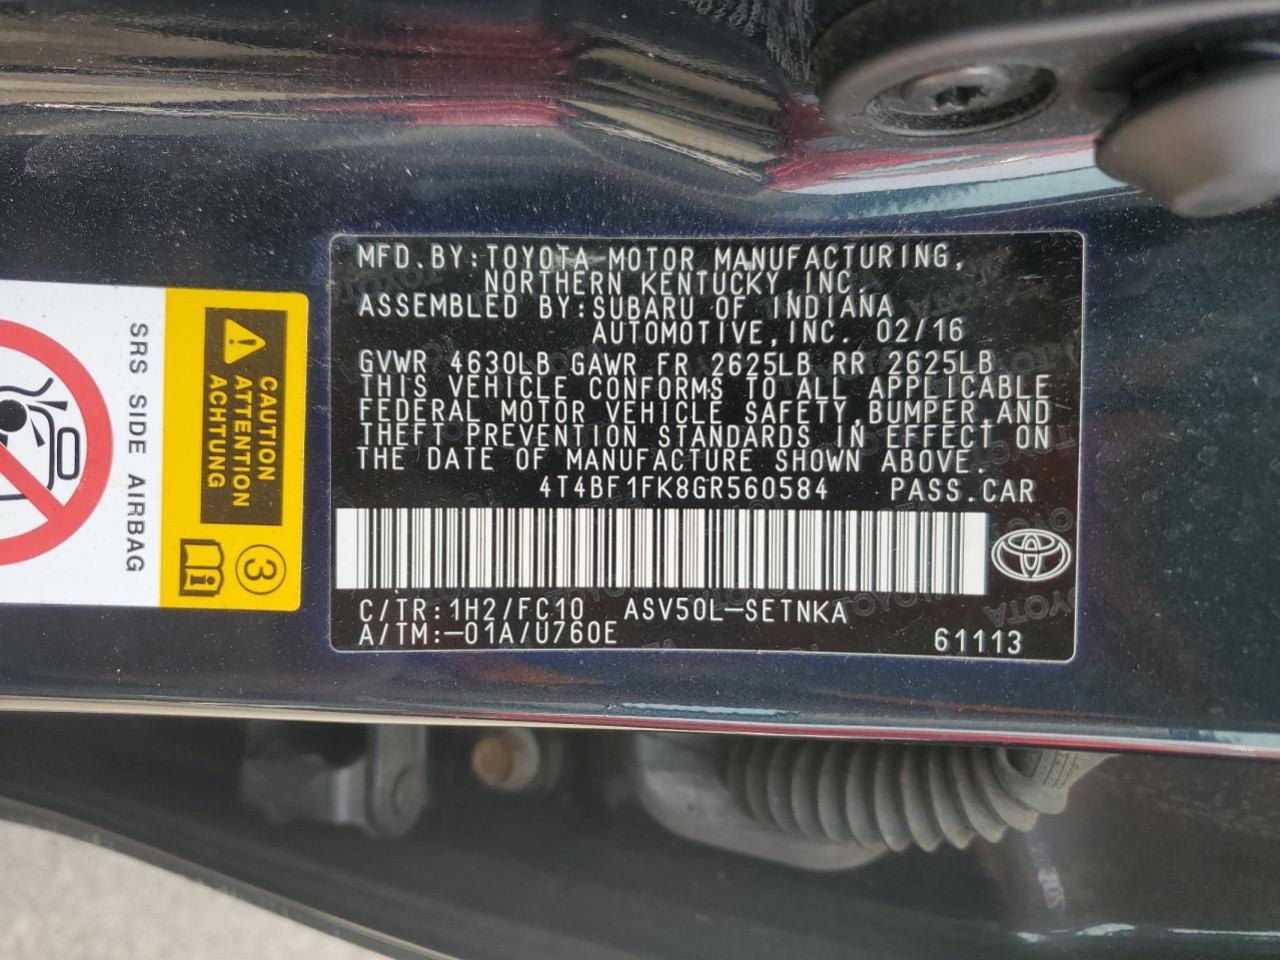 MFD.BY:TOYOTA MOTOR MANUFACTURING,
NORTHERN KENTUCKY, INC.
ASSEMBLED BY:SUBARU OF INDIANA
AUTOMOTIVE,INC. 02/16
GVWR 4630LB GAWR FR 2625LB RR 2625LB
THIS VEHICLE CONFORMS TO ALL APPLICABLE
FEDERAL MOTOR VEHICLE SAFETY,BUMPER,AND
THEFT PREVENTION STANDARDS IN EFFECT ON
THE DATE OF MANUFACTURE SHOWN ABOVE.
4T4BF1FK8GR560584 PASS.CAR
C/TR:1H2/FC10 ASV50L-SETNKA
A/TM:-01A/U760E 61113
CAUTION
ATTENTION
ACHTUNG
3
SRS SIDE AIRBAG